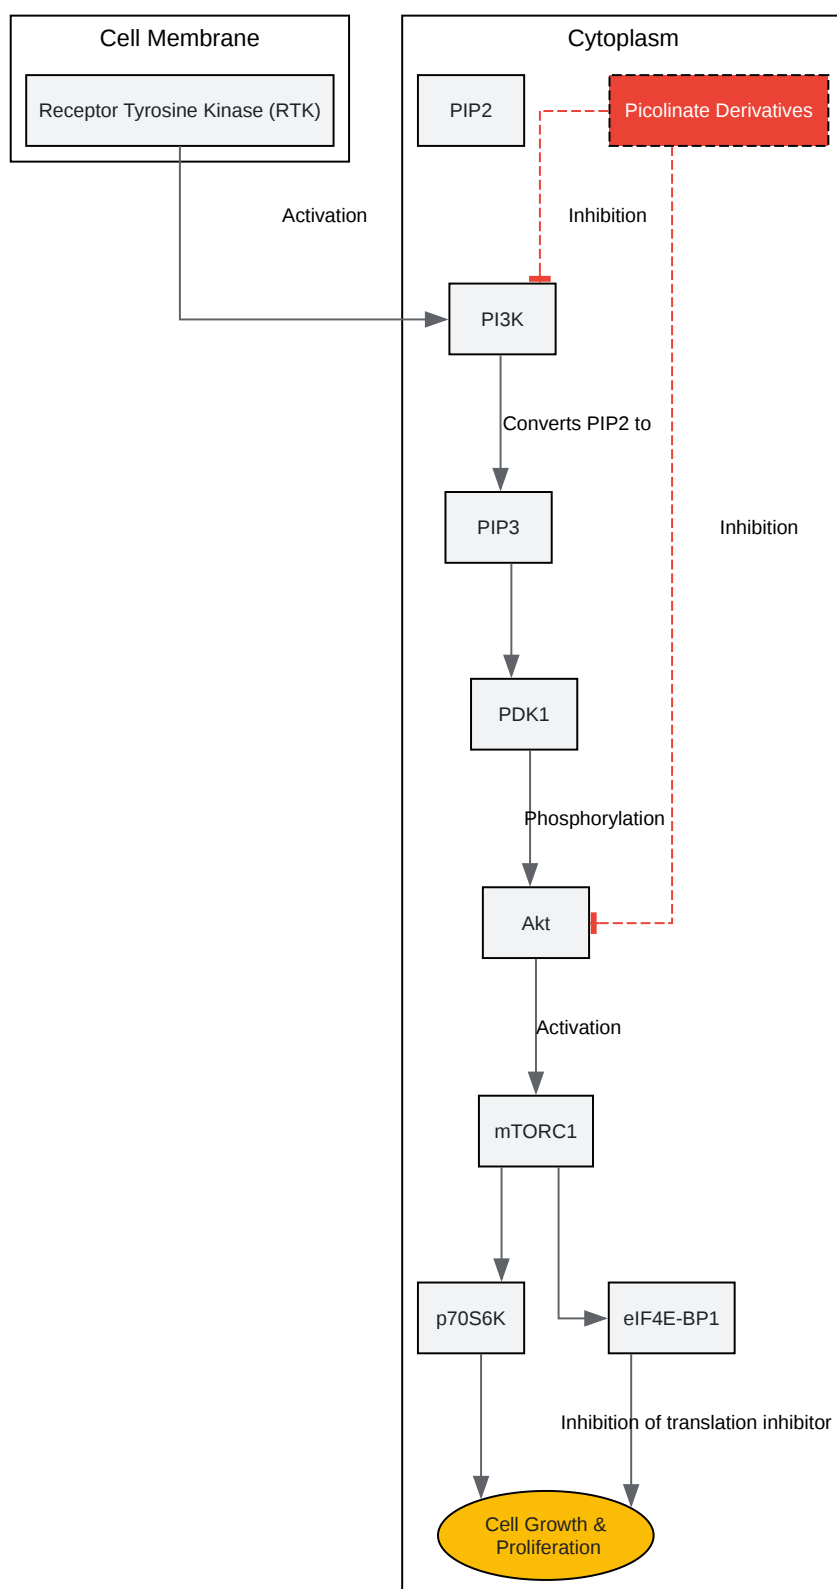 Cell Membrane
Cytoplasm
Receptor Tyrosine Kinase (RTK)
PIP2
Picolinate Derivatives
Activation
Inhibition
PI3K
Converts PIP2 to
PIP3
Inhibition
PDK1
Phosphorylation
Akt
Activation
mTORC1
p70S6K
eIF4E-BP1
Inhibition of translation inhibitor
Cell Growth &
Proliferation